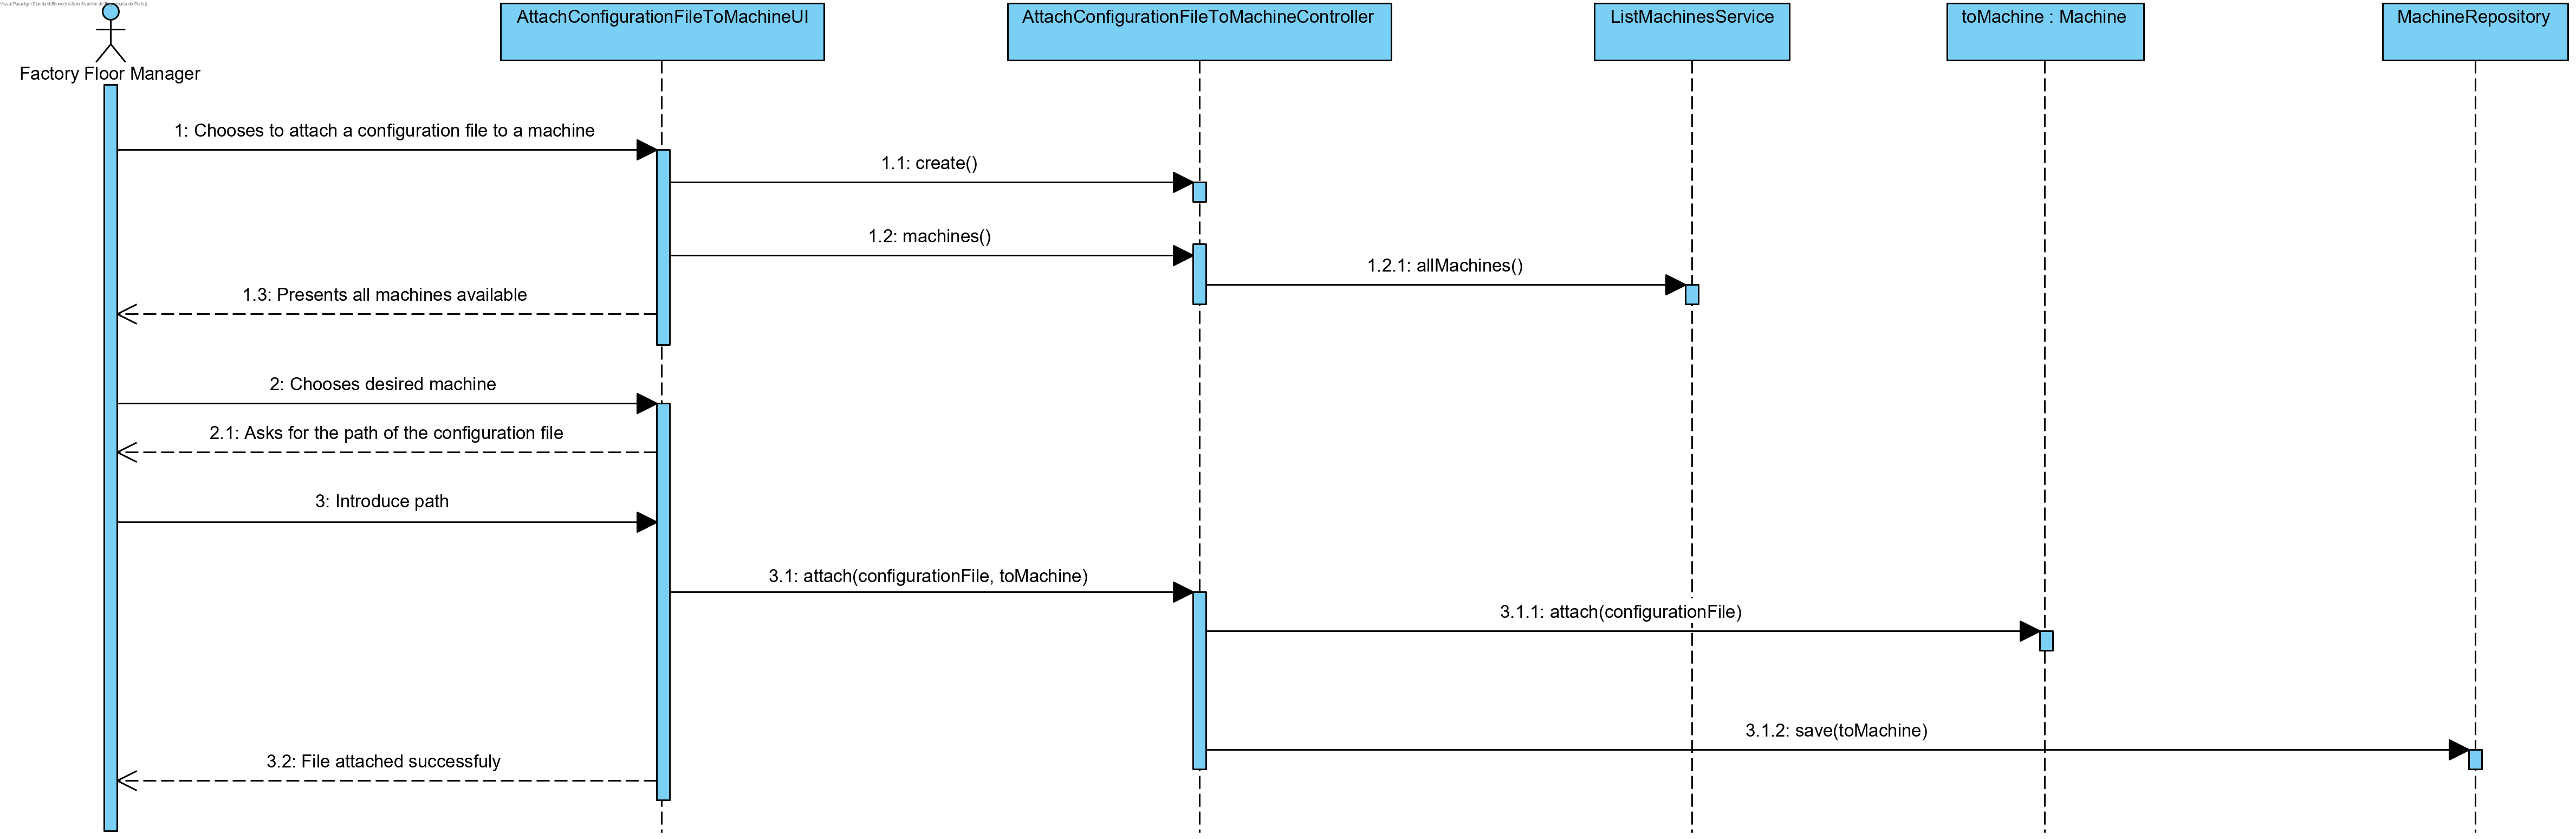 Visual Paradigm Standard(Bruno(Instituto Superior de Engenharia do Porto))
AttachConfigurationFileToMachineUI
AttachConfigurationFileToMachineController
ListMachinesService
toMachine : Machine
MachineRepository
Factory Floor Manager
1: Chooses to attach a configuration file to a machine
1.1: create()
1.2: machines()
1.2.1: allMachines()
1.3: Presents all machines available
2: Chooses desired machine
2.1: Asks for the path of the configuration file
3: Introduce path
3.1: attach(configurationFile, toMachine)
3.1.1: attach(configurationFile)
3.1.2: save(toMachine)
3.2: File attached successfuly